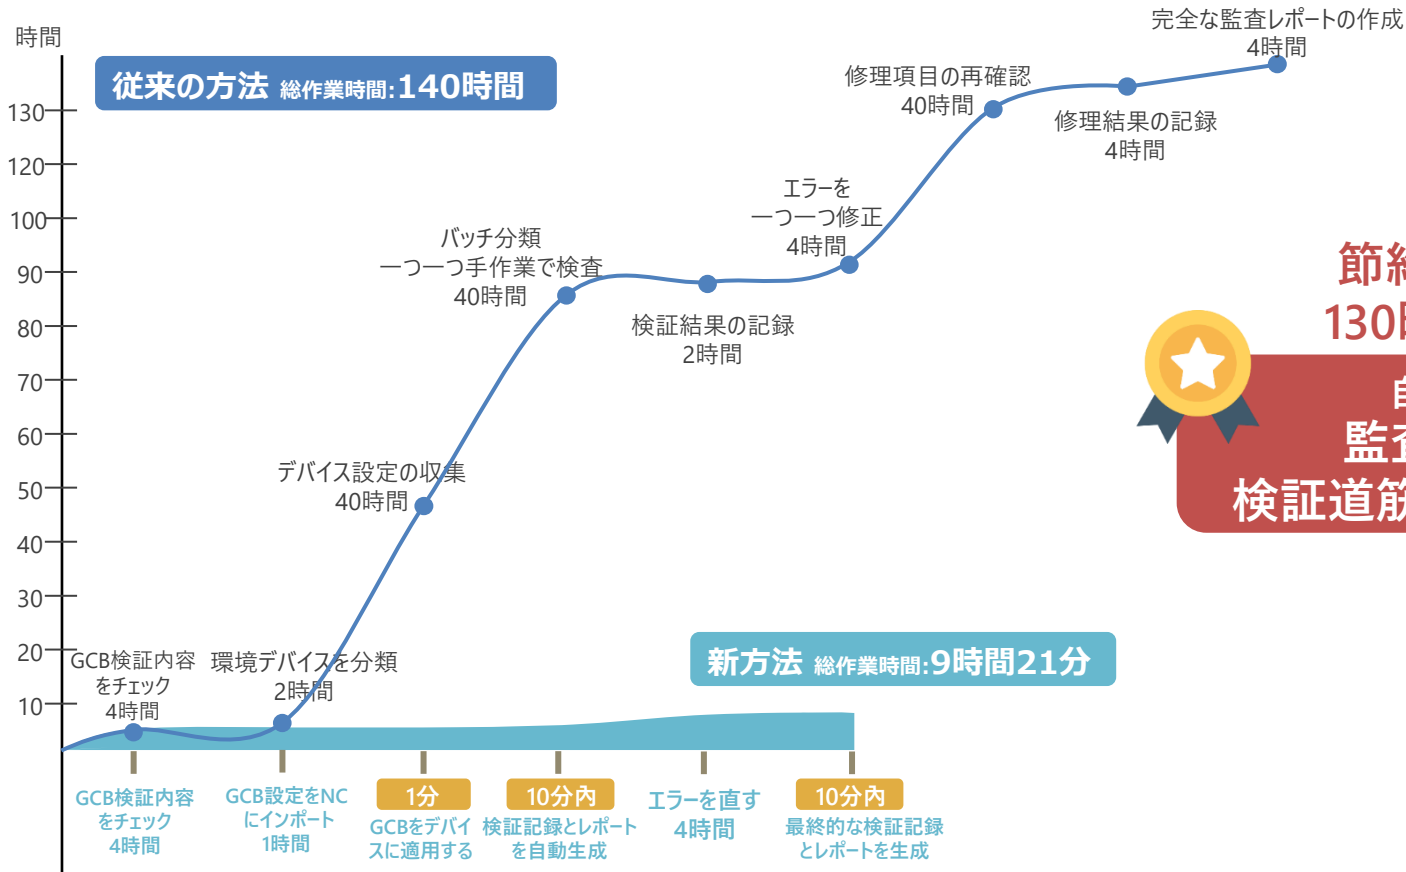 時間
130
120
100
90
80
70
60
50
40
30
20
10
従来の方法 総作業時間:140時間
GCB検証内容
をチェック
4時間
環境デバイスを分類
2時間
デバイス設定の収集
40時間
バッチ分類
一つ一つ手作業で検査
40時間
検証結果の記録
2時間
エラーを
一つ一つ修正
4時間
修理項目の再確認
40時間
修理結果の記録
4時間
完全な監査レポートの作成
4時間
節
130
監
検証道筋
新方法 総作業時間:9時間21分
GCB検証内容
をチェック
4時間
GCB設定をNC
にインポート
1時間
1分
GCBをデバイ
スに適用する
10分內
検証記録とレポート
を自動生成
エラーを直す
4時間
10分內
最終的な検証記録
とレポートを生成